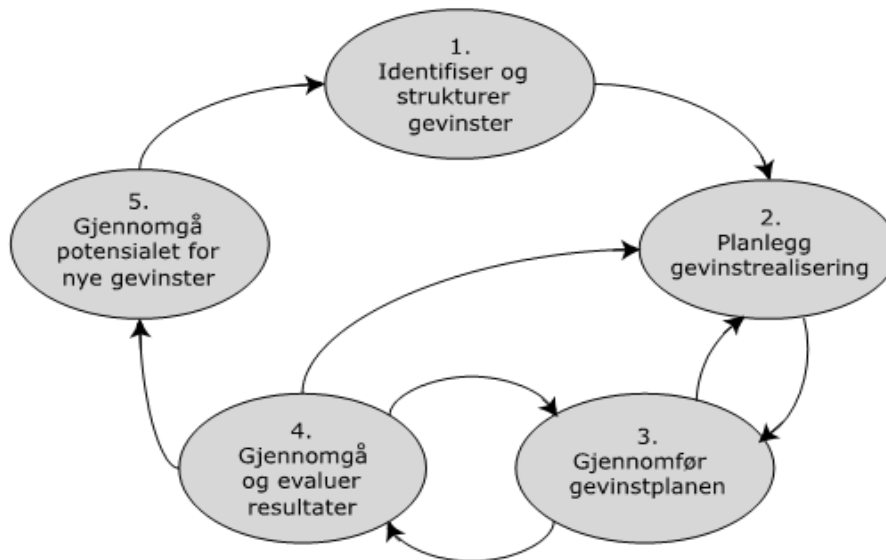 1.
Identifiser og
strukturer
gevinster
2.
Planlegg
gevinstrealisering
3.
Gjennomfør
gevinstplanen
4.
Gjennomgå
og evaluer
resultater
5.
Gjennomgå
potensialet for
nye gevinster